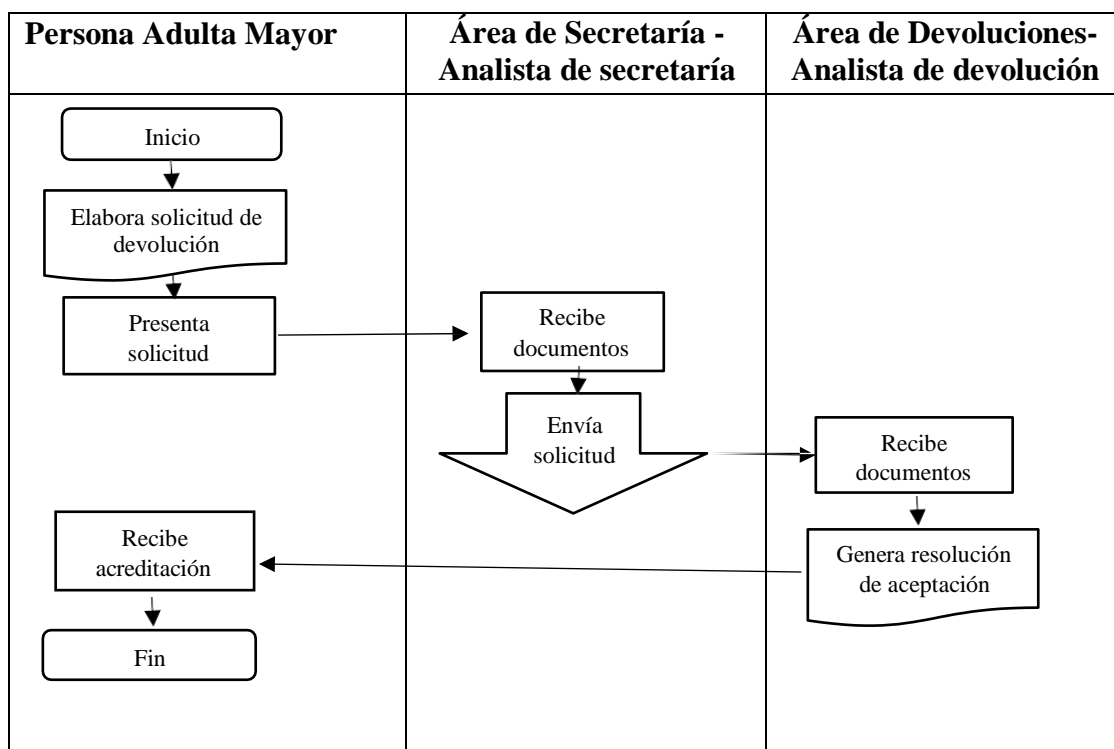 Persona Adulta Mayor
Área de Secretaría -
Analista de secretaría
Área de Devoluciones-
Analista de devolución
Inicio
Elabora solicitud de
devolución
Presenta
solicitud
Recibe
documentos
Envía
solicitud
Recibe
documentos
Genera resolución
de aceptación
Recibe
acreditación
Fin